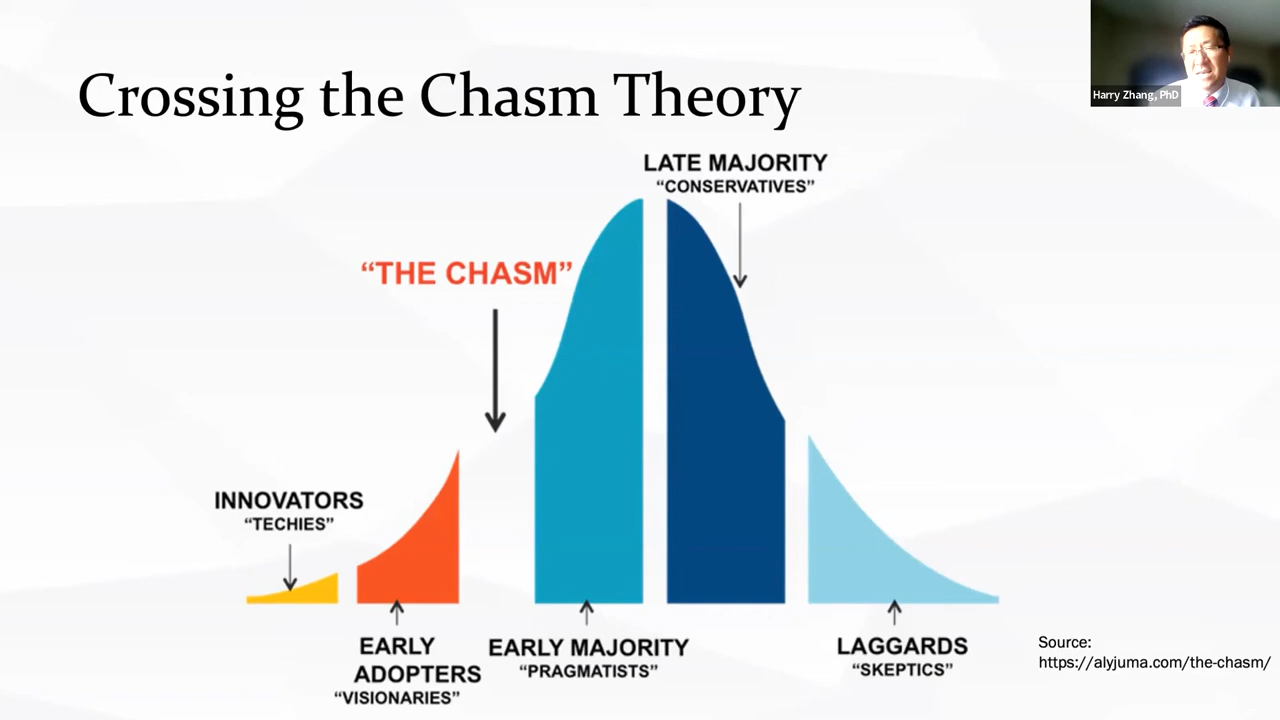 Harry Zhang, PhD
Crossing the Chasm Theory
LATE MAJORITY
“CONSERVATIVES”
“THE CHASM”
INNOVATORS
“TECHIES”
EARLY
ADOPTERS
“VISIONARIES”
EARLY MAJORITY
“PRAGMATISTS”
LAGGARDS
“SKEPTICS”
Source:
https://alyjuma.com/the-chasm/